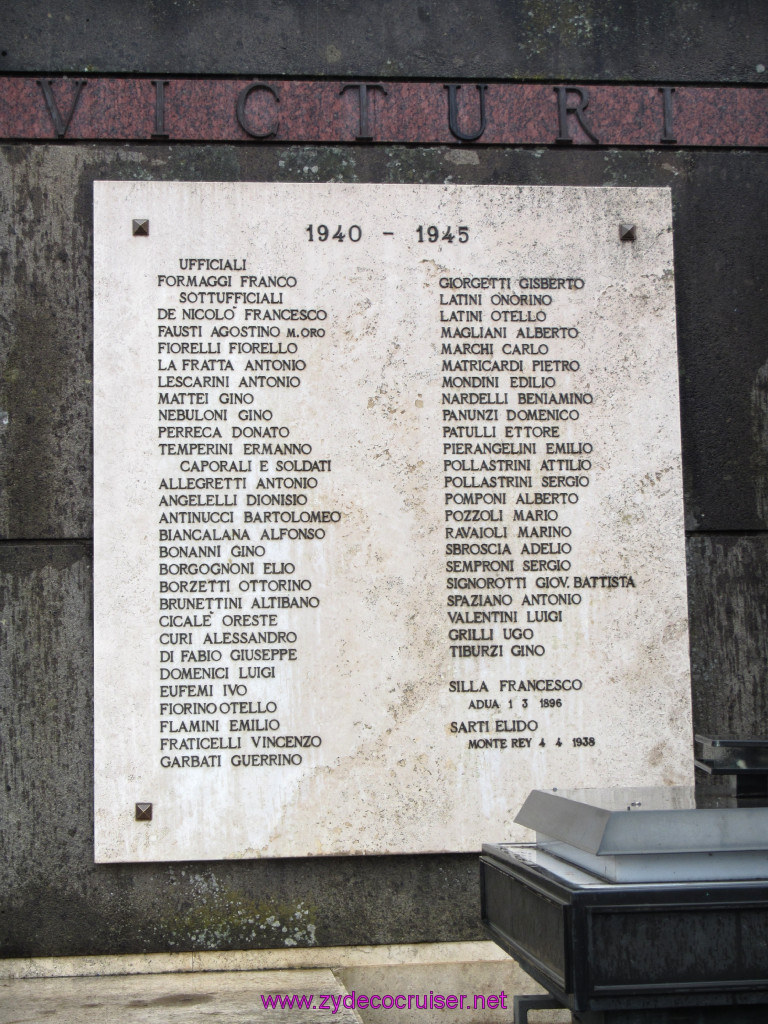 VICTURI
1940 - 1945
UFFICIALI
FORMAGGI FRANCO
SOTTUFFICIALI
DE NICOLO' FRANCESCO
FAUSTI AGOSTINO M.ORO
FIORELLI FIORELLO
LA FRATTA ANTONIO
LESCARINI ANTONIO
MATTEI GINO
NEBULONI GINO
PERRECA DONATO
TEMPERINI ERMANNO
CAPORALI E SOLDATI
ALLEGRETTI ANTONIO
ANGELELLI DIONISIO
ANTINUCCI BARTOLOMEO
BIANCALANA ALFONSO
BONANNI GINO
BORGOGNONI ELIO
BORZETTI OTTORINO
BRUNETTINI ALTIBANO
CICALE' ORESTE
CURI ALESSANDRO
DI FABIO GIUSEPPE
DOMENICI LUIGI
EUFEMI IVO
FIORINO OTELLO
FLAMINI EMILIO
FRATICELLI VINCENZO
GARBATI GUERRINO
GIORGETTI GISBERTO
LATINI ONORINO
LATINI OTELLO
MAGLIANI ALBERTO
MARCHI CARLO
MATRICARDI PIETRO
MONDINI EDILIO
NARDELLI BENIAMINO
PANUNZI DOMENICO
PATULLI ETTORE
PIERANGELINI EMILIO
POLLASTRINI ATTILIO
POLLASTRINI SERGIO
POMPONI ALBERTO
POZZOLI MARIO
RAVAIOLI MARINO
SBROSCIA ADELIO
SEMPRONI SERGIO
SIGNOROTTI GIOV. BATTISTA
SPAZIANO ANTONIO
VALENTINI LUIGI
GRILLI UGO
TIBURZI GINO
SILLA FRANCESCO
ADUA 1 3 1896
SARTI ELIDO
MONTE REY 4 4 1938
www.zydecocruiser.net